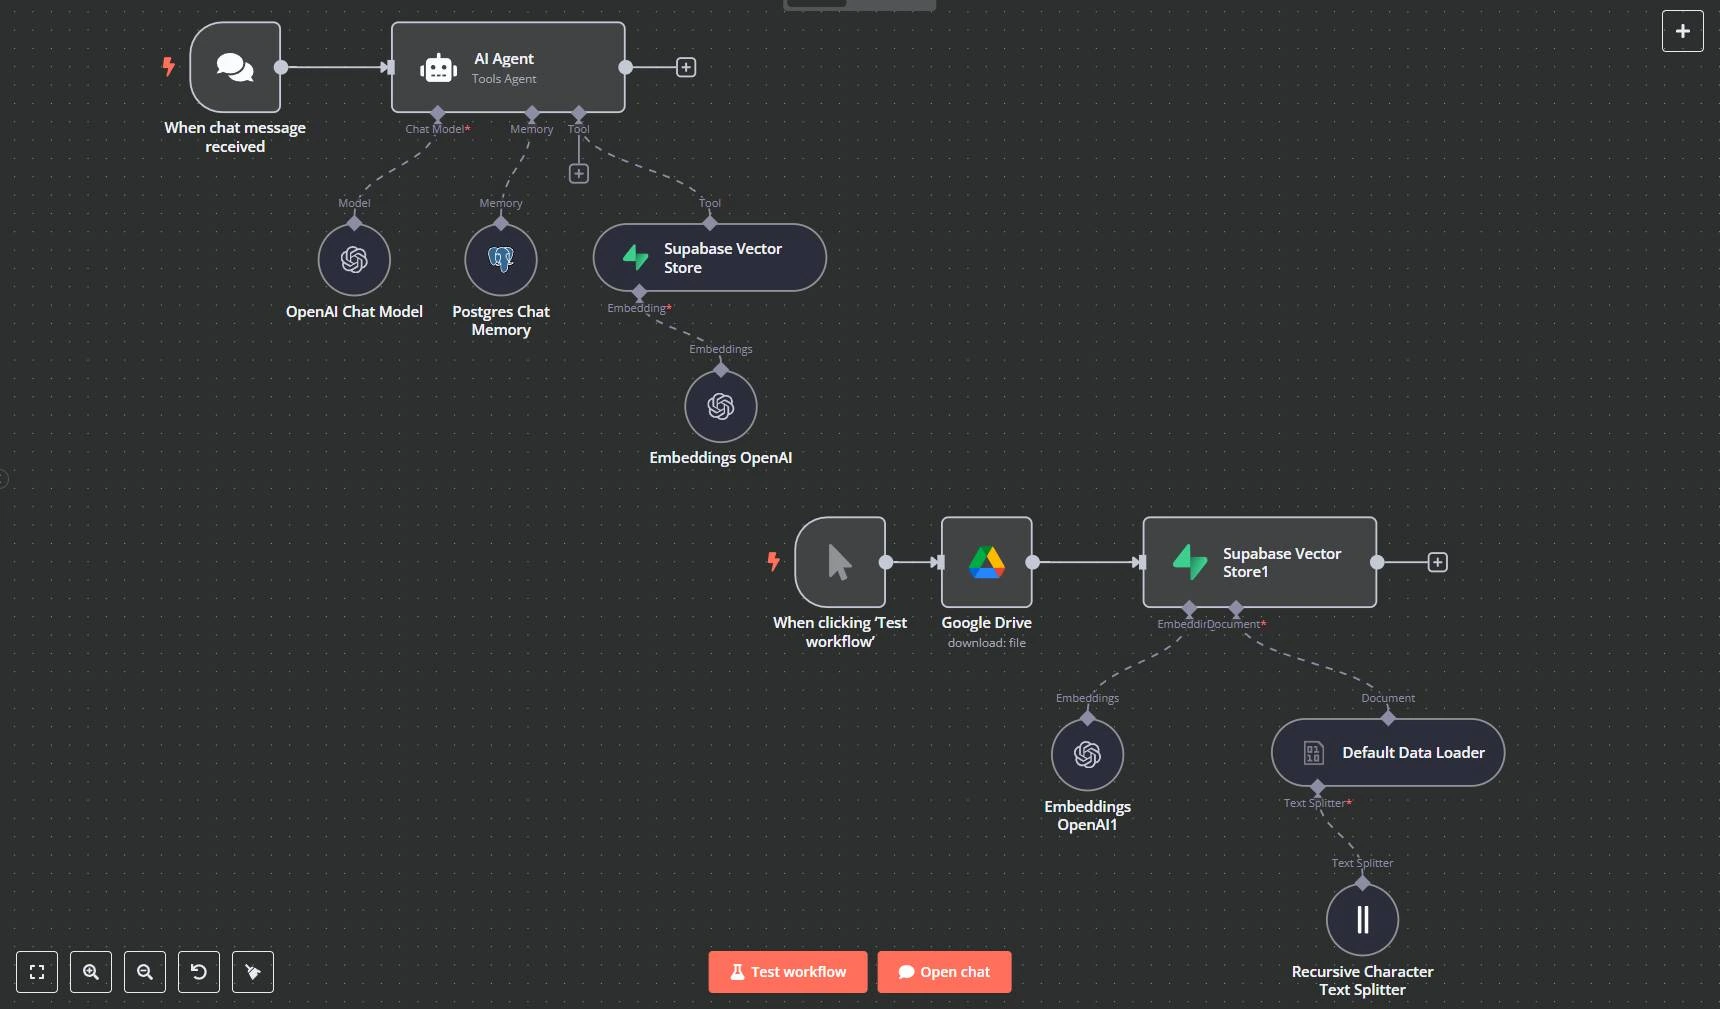 AI Agent
Tools Agent
When chat message
received
Chat Model*
Memory
Tool
Model
Memory
Tool
Supabase Vector
Store
OpenAI Chat Model
Postgres Chat
Memory
Embedding*
Embeddings
Embeddings OpenAI
When clicking ‘Test
workflow’
Google Drive
download: file
Supabase Vector
Store1
Embeddin
Document*
Embeddings
Document
Embeddings
OpenAI1
Default Data Loader
Text Splitter*
Text Splitter
Recursive Character
Text Splitter
Test workflow
Open chat